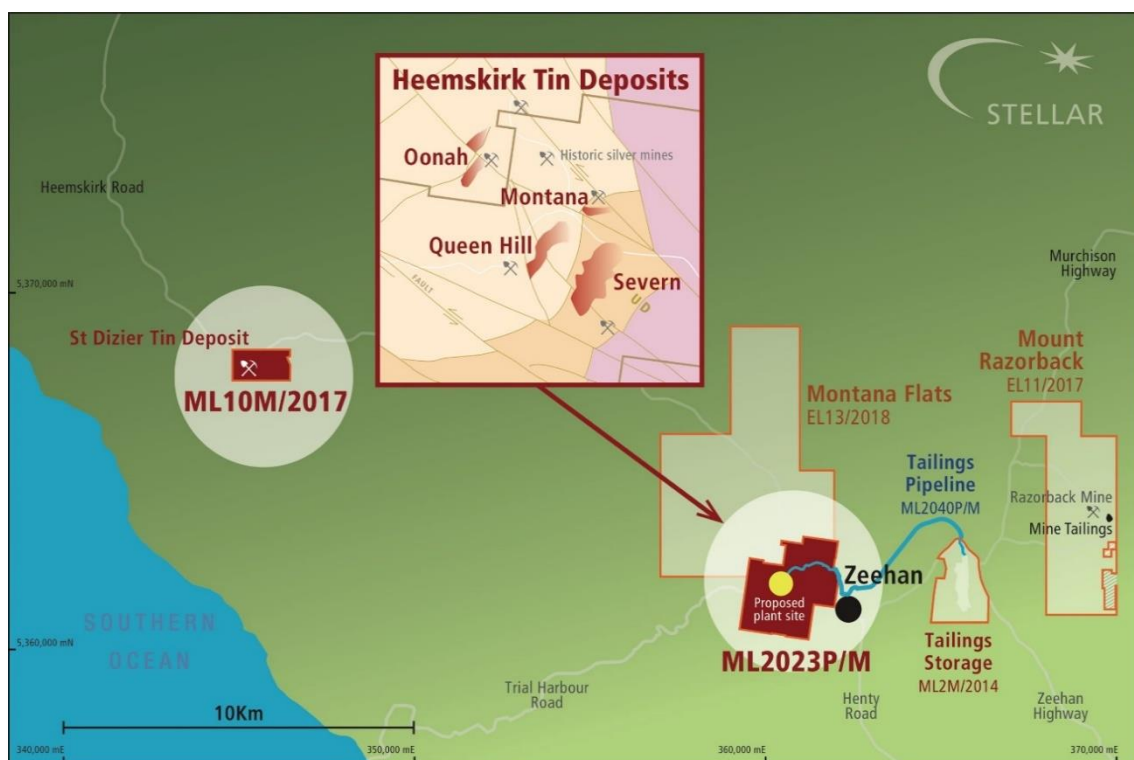 Heemskirk Tin Deposits
Oonah
Historic silver mines
Montana
Queen Hill
Severn
FAULT
U D
STELLAR
Heemskirk Road
5,370,000 mN
St Dizier Tin Deposit
ML10M/2017
Murchison
Highway
Mount
Razorback
EL11/2017
Montana Flats
EL13/2018
Tailings
Pipeline
ML2040P/M
Razorback Mine
Mine Tailings
Zeehan
Proposed
plant site
ML2023P/M
Tailings
Storage
ML2M/2014
SOUTHERN
OCEAN
5,360,000 mN
Trial Harbour
Road
Henty
Road
Zeehan
Highway
10Km
340,000 mE
350,000 mE
360,000 mE
370,000 mE